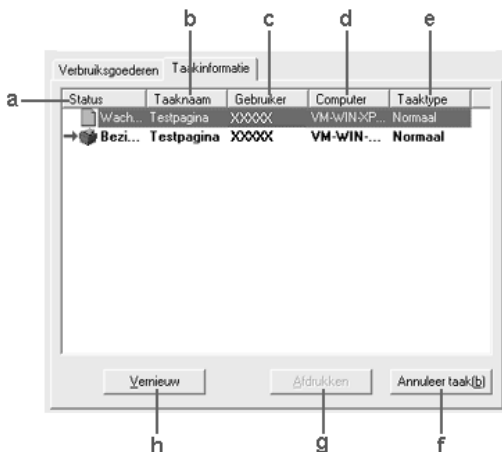 b c d e
Verbruiksgoederen Taakinformatie
a Status Taaknaam Gebruiker Computer Taaktype
Wach... Testpagina XXXXX VM-WIN-XP... Normaal
Bezi... Testpagina XXXXX VM-WIN-... Normaal
Vernieuw Afdrukken Annuleer taak(b)
h g f